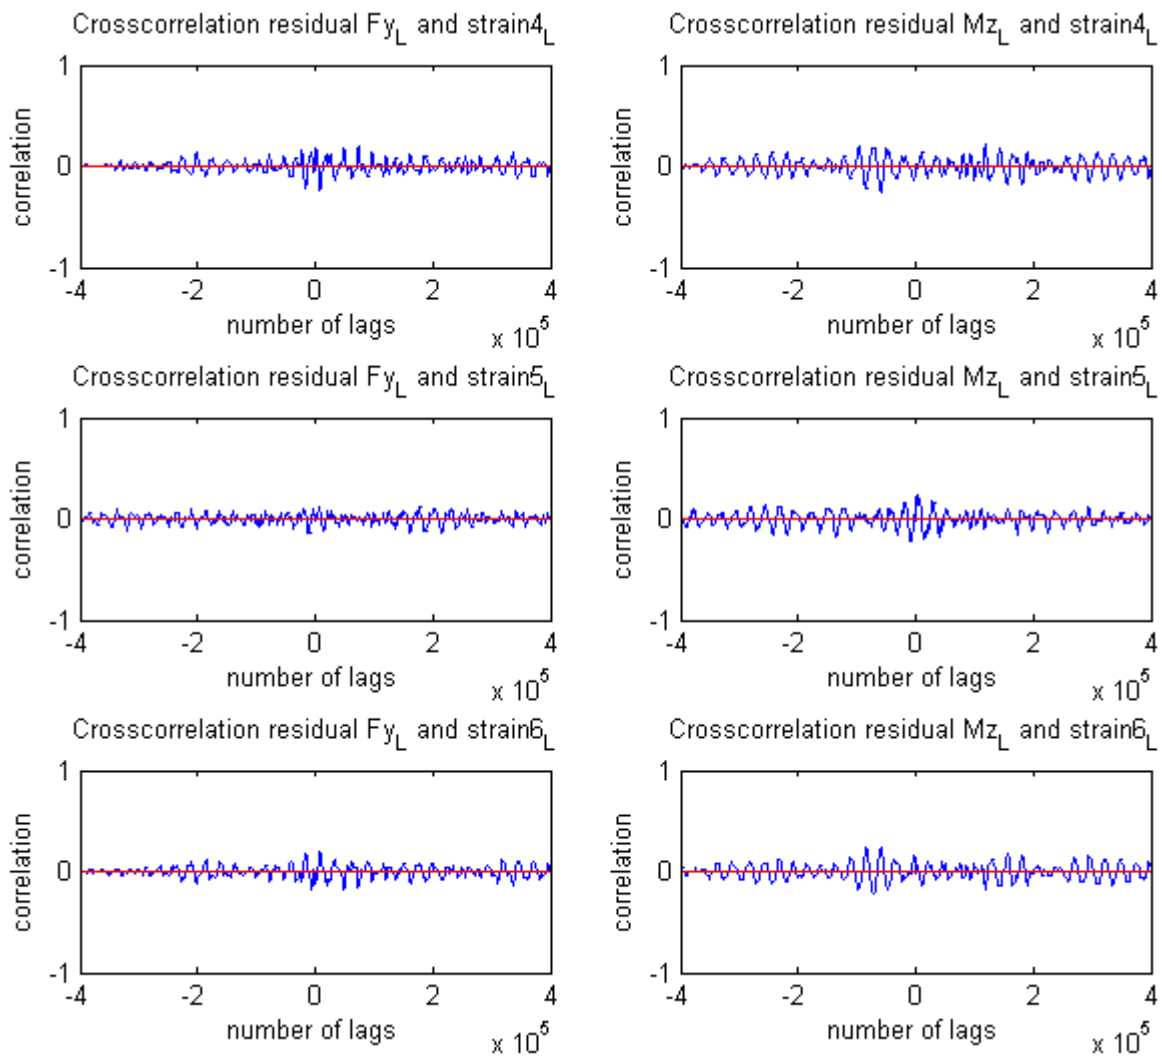 Crosscorrelation residual Fy_L and strain4_L
1
0
-1
correlation
-4 -2 0 2 4
number of lags
x 10^5
Crosscorrelation residual Mz_L and strain4_L
1
0
-1
correlation
-4 -2 0 2 4
number of lags
x 10^5
Crosscorrelation residual Fy_L and strain5_L
1
0
-1
correlation
-4 -2 0 2 4
number of lags
x 10^5
Crosscorrelation residual Mz_L and strain5_L
1
0
-1
correlation
-4 -2 0 2 4
number of lags
x 10^5
Crosscorrelation residual Fy_L and strain6_L
1
0
-1
correlation
-4 -2 0 2 4
number of lags
x 10^5
Crosscorrelation residual Mz_L and strain6_L
1
0
-1
correlation
-4 -2 0 2 4
number of lags
x 10^5